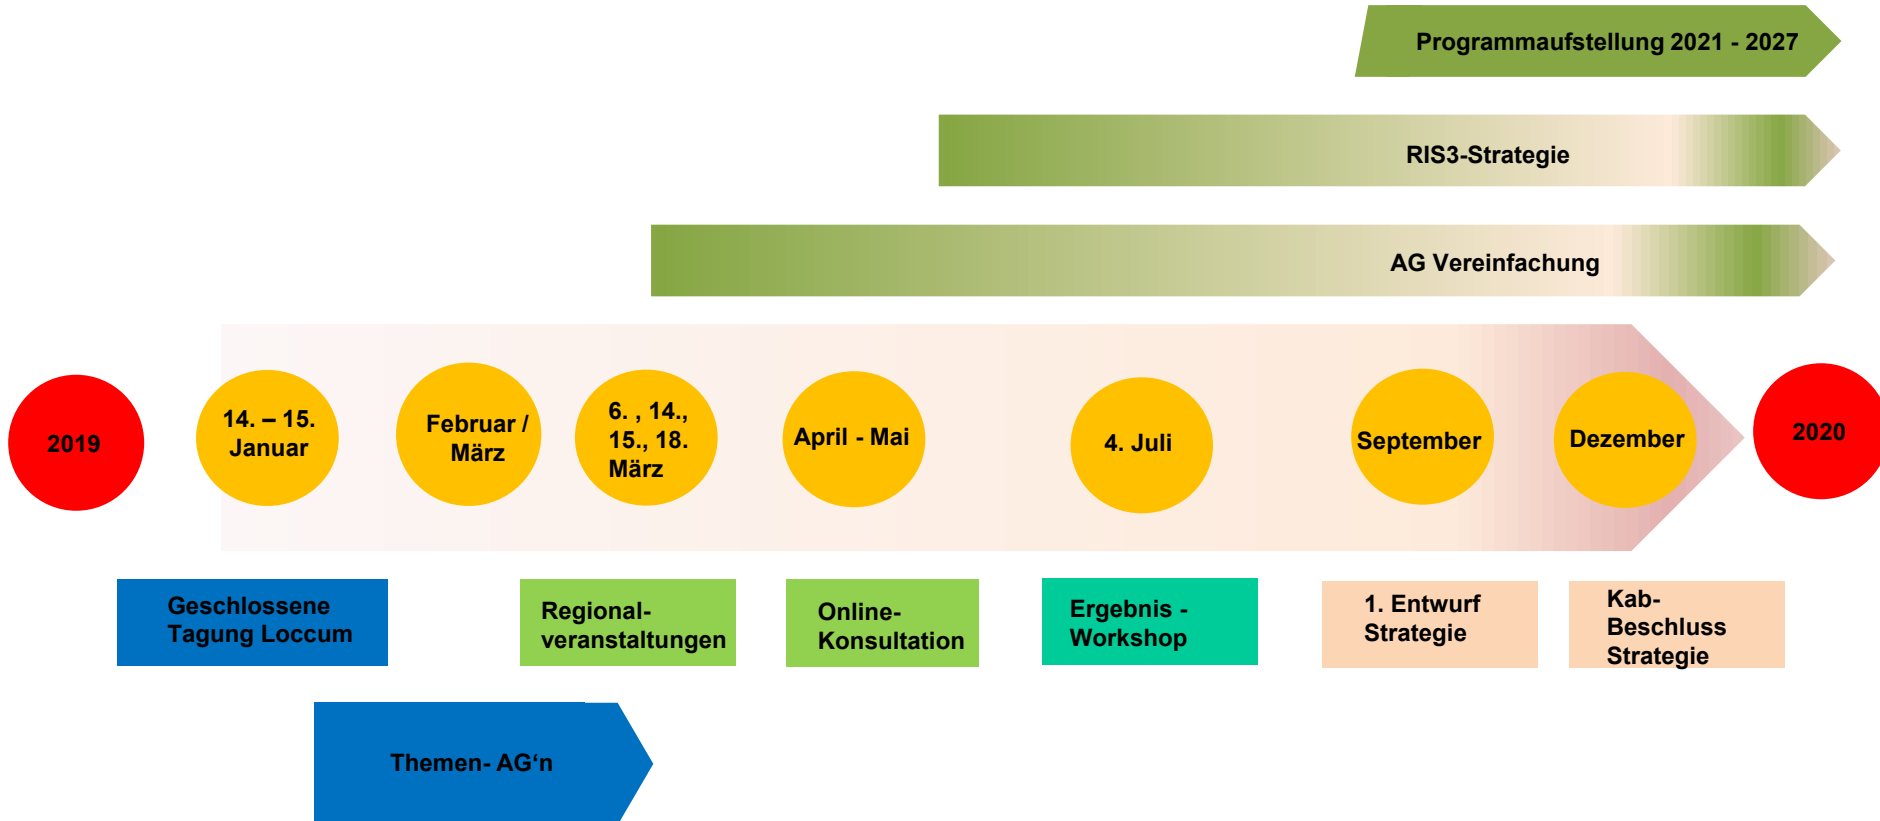 Programmaufstellung 2021 - 2027
RIS3-Strategie
AG Vereinfachung
2019
14. – 15.
Januar
Februar /
März
6. , 14.,
15., 18.
März
April - Mai
4. Juli
September
Dezember
2020
Geschlossene
Tagung Loccum
Regional-
veranstaltungen
Online-
Konsultation
Ergebnis -
Workshop
1. Entwurf
Strategie
Kab-
Beschluss
Strategie
Themen- AG‘n